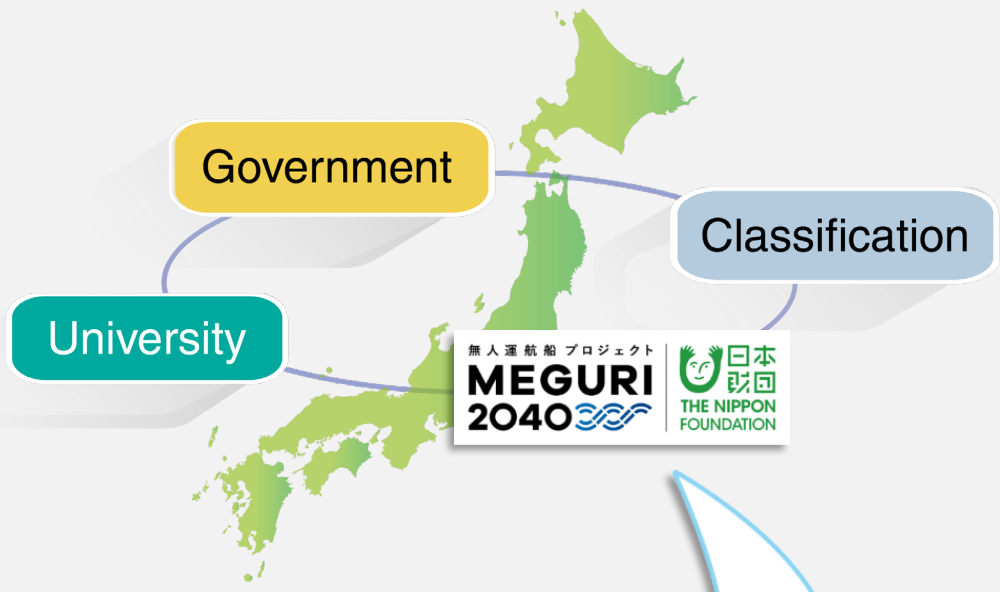 Government
Classification
University
無人運航船 プロジェクト
MEGURI
2040
日本
財団
THE NIPPON
FOUNDATION